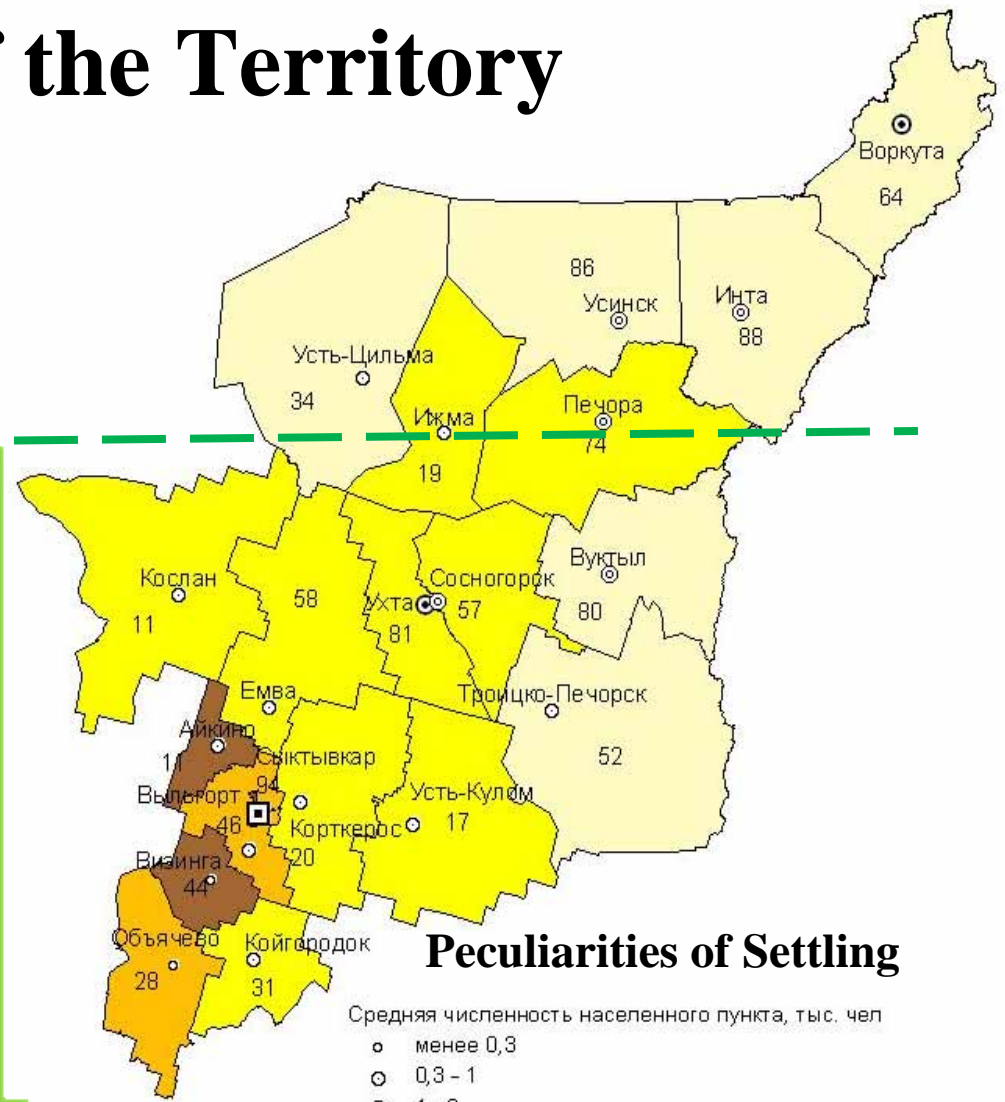 f the Territory
Воркута
64
86
Усинск
Инта
88
Усть-Цильма
34
Ижма
19
Печора
74
Кослан
11
58
Ухта
81
Сосногорск
57
Вуктыл
80
Емва
Троицко-Печорск
52
Айкино
11
Сыктывкар
94
Выльгорт
46
Корткерос
20
Усть-Кулом
17
Визинга
44
Объячево
28
Койгородок
31
Peculiarities of Settling
Средняя численность населенного пункта, тыс. чел
менее 0,3
0,3 - 1